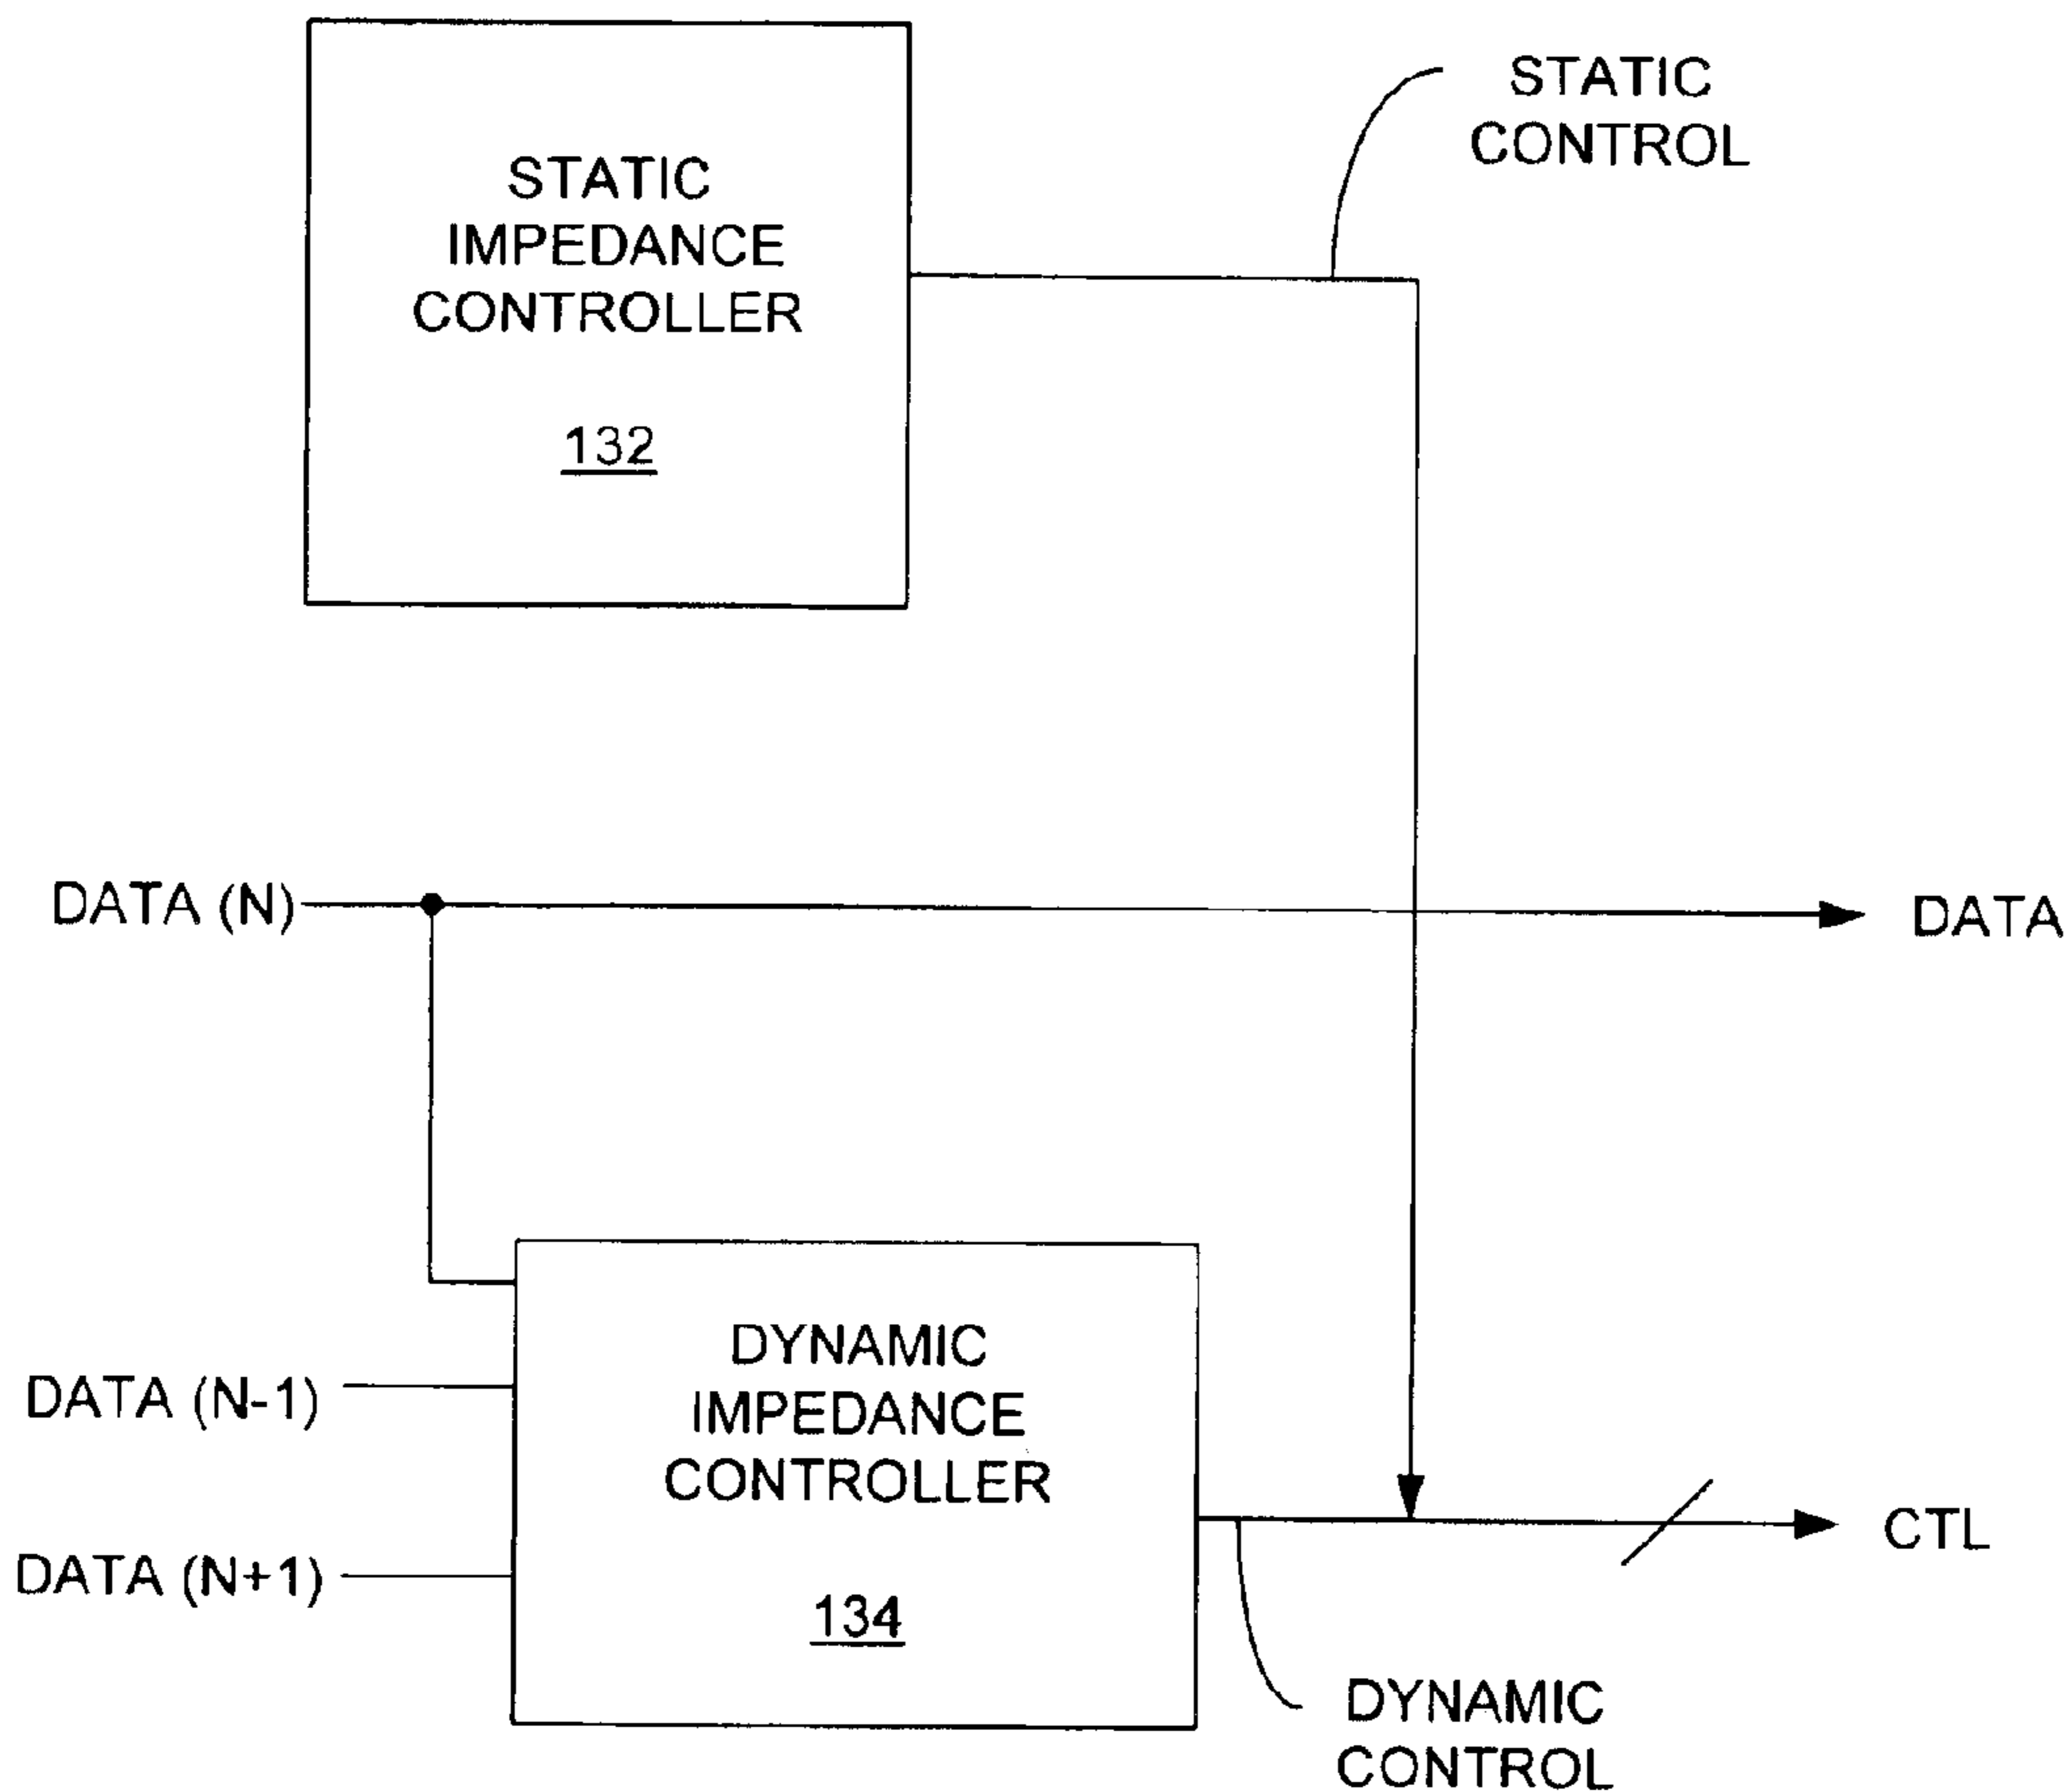 STATIC
CONTROL
STATIC
IMPEDANCE
CONTROLLER
132
DATA (N)
DATA
DYNAMIC
IMPEDANCE
CONTROLLER
134
DATA (N-1)
DATA (N+1)
CTL
DYNAMIC
CONTROL